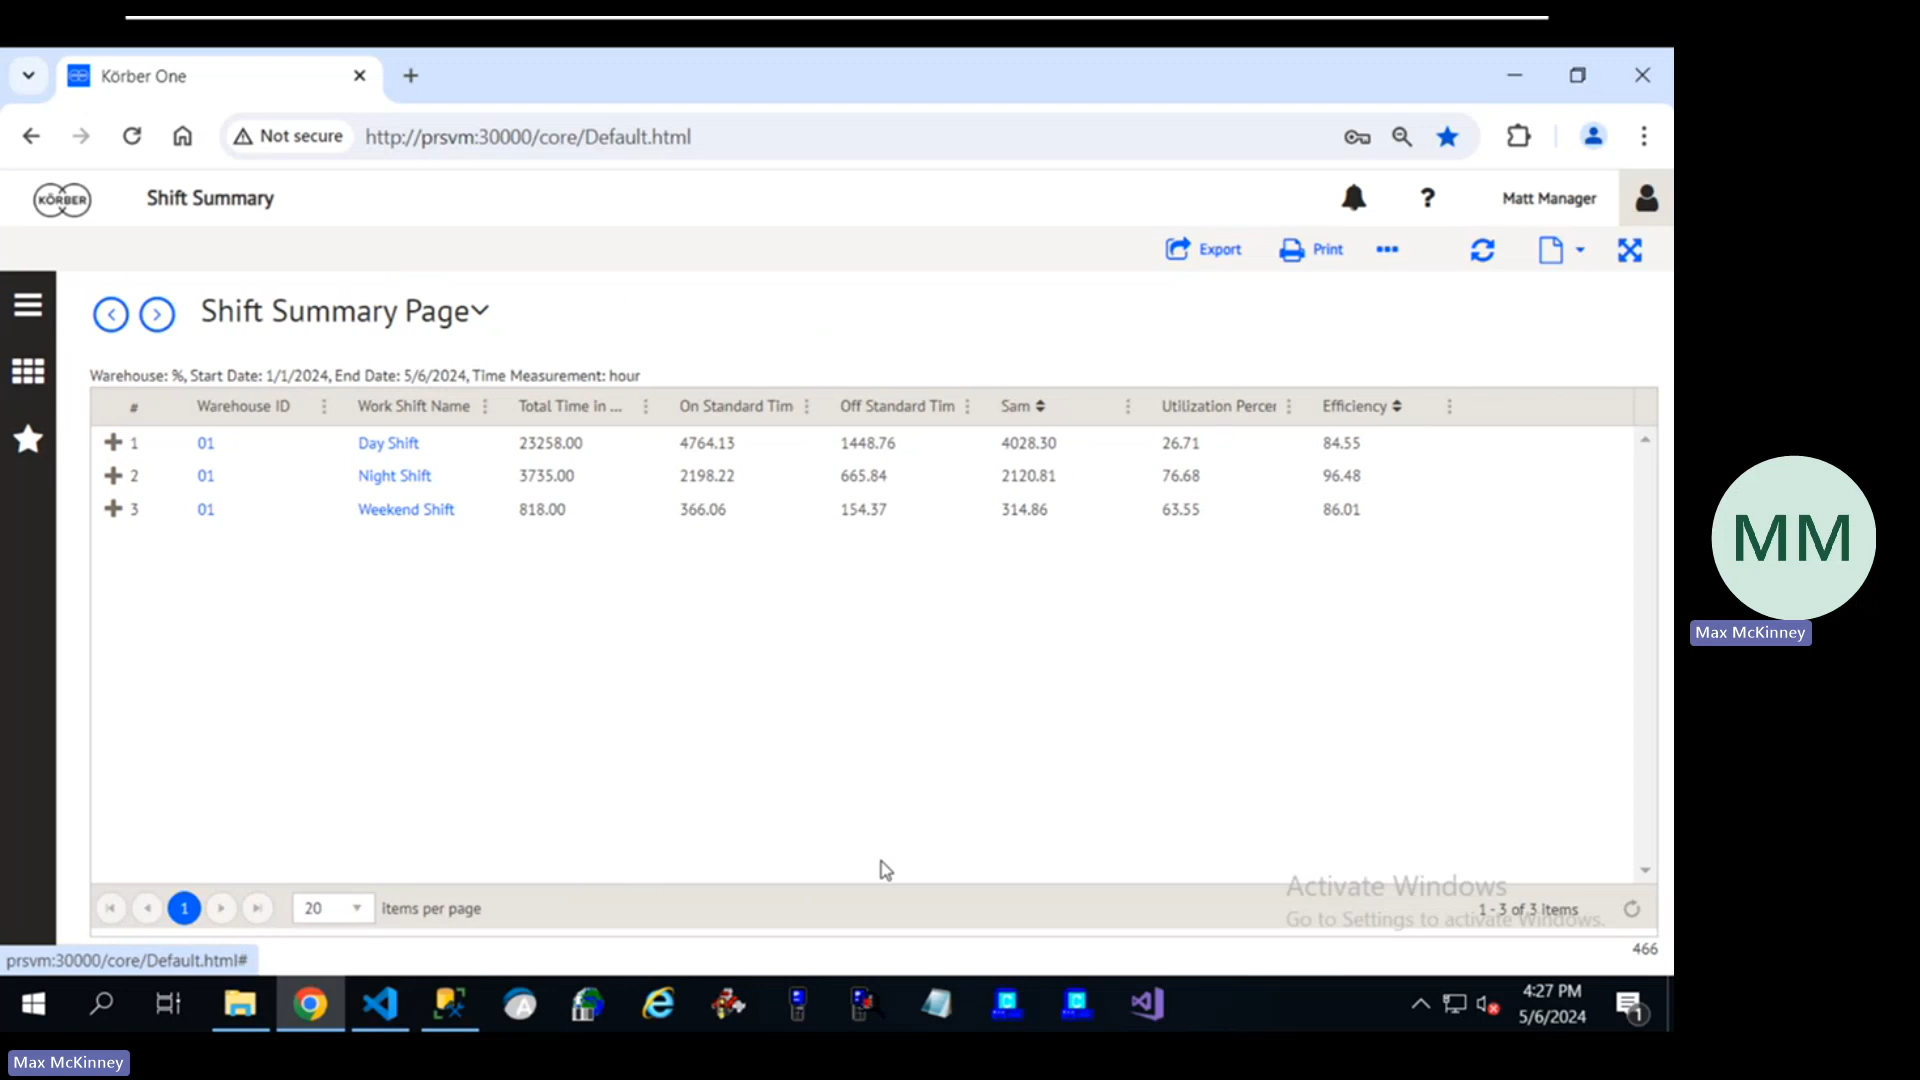 Körber One
Not secure
http://prsvm:30000/core/Default.html
KÖRBER
Shift Summary
?
Matt Manager
Export
Print
Shift Summary Page
Warehouse: %, Start Date: 1/1/2024, End Date: 5/6/2024, Time Measurement: hour
# Warehouse ID Work Shift Name Total Time in ... On Standard Tim Off Standard Tim Sam Utilization Percer Efficiency
1 01 Day Shift 23258.00 4764.13 1448.76 4028.30 26.71 84.55
2 01 Night Shift 3735.00 2198.22 665.84 2120.81 76.68 96.48
3 01 Weekend Shift 818.00 366.06 154.37 314.86 63.55 86.01
Activate Windows
Go to Settings to activate Windows.
1 20 items per page 1 - 3 of 3 items
466
prsvm:30000/core/Default.html#
4:27 PM
5/6/2024
1
MM
Max McKinney
Max McKinney